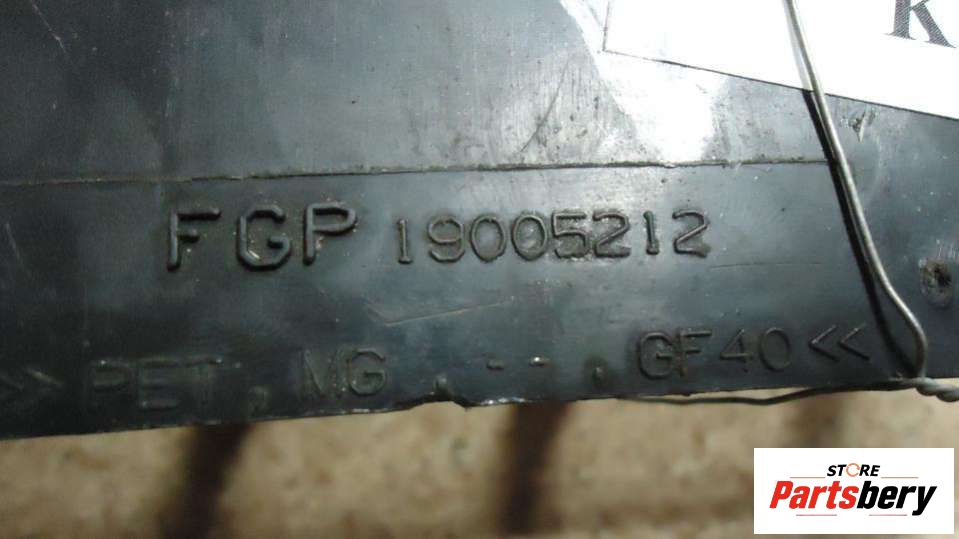 K
FGP 19005212
>> PET, MG , -- , GF40 <<
STORE
Partsbery